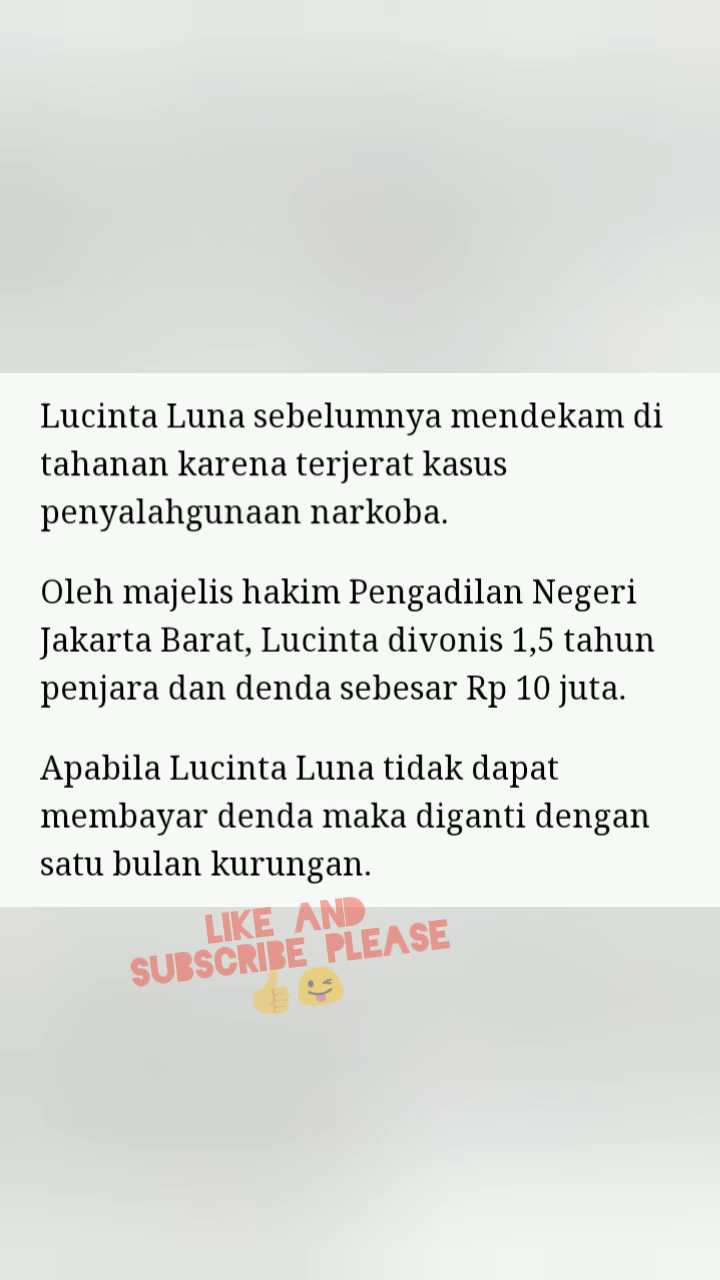 Lucinta Luna sebelumnya mendekam di
tahanan karena terjerat kasus
penyalahgunaan narkoba.
Oleh majelis hakim Pengadilan Negeri
Jakarta Barat, Lucinta divonis 1,5 tahun
penjara dan denda sebesar Rp 10 juta.
Apabila Lucinta Luna tidak dapat
membayar denda maka diganti dengan
satu bulan kurungan.
LIKE AND
SUBSCRIBE PLEASE
👍😜